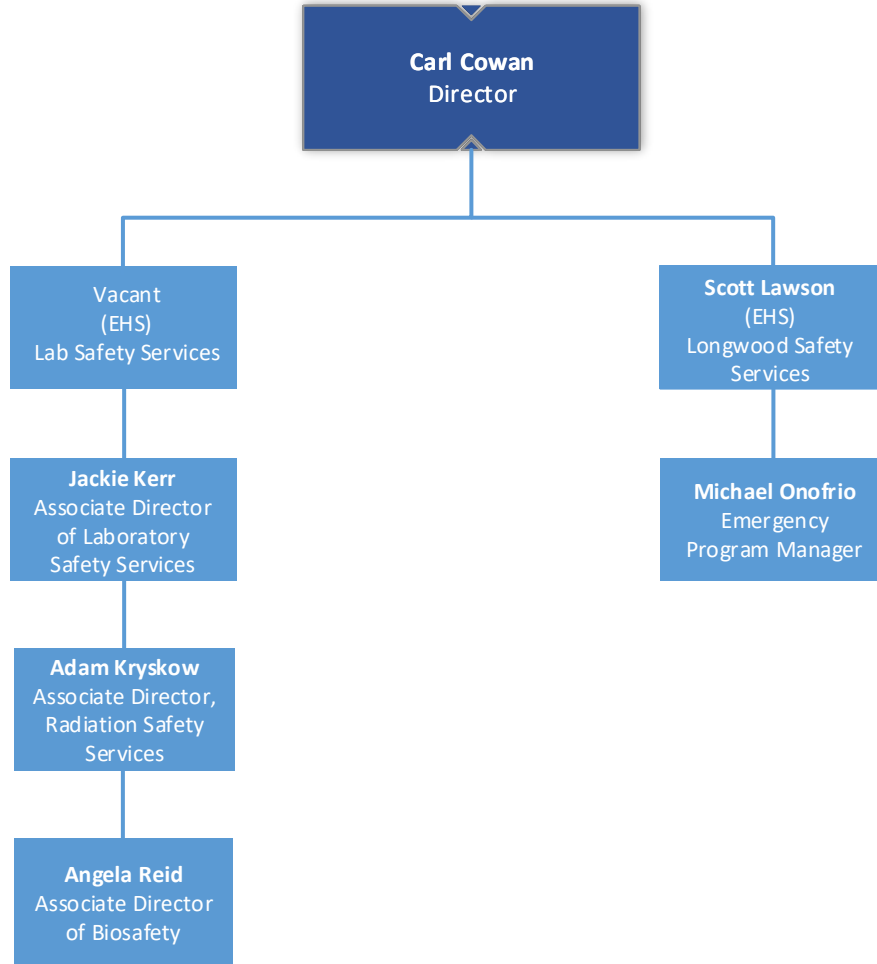 Carl Cowan
Director
Vacant
(EHS)
Lab Safety Services
Scott Lawson
(EHS)
Longwood Safety
Services
Jackie Kerr
Associate Director
of Laboratory
Safety Services
Michael Onofrio
Emergency
Program Manager
Adam Kryskow
Associate Director,
Radiation Safety
Services
Angela Reid
Associate Director
of Biosafety